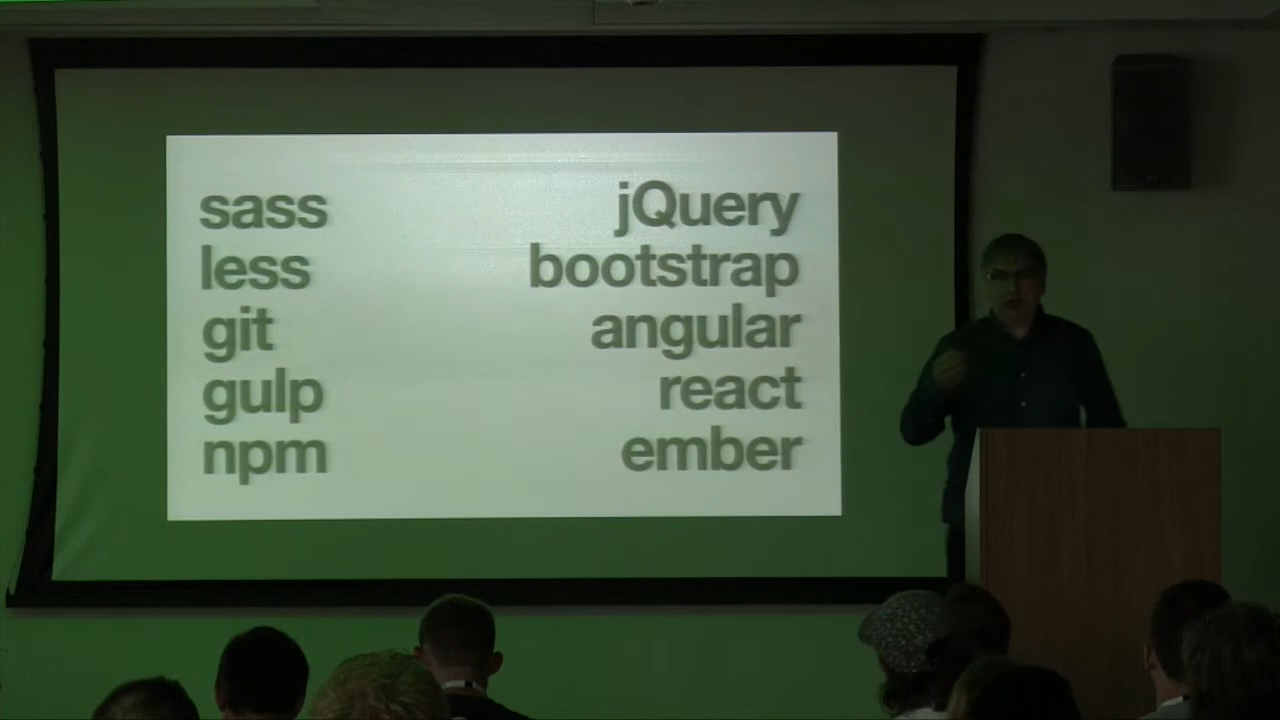 sass
less
git
gulp
npm
jQuery
bootstrap
angular
react
ember